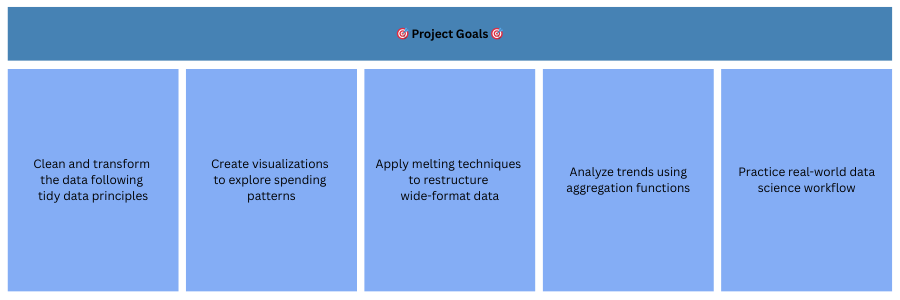 🎯 Project Goals 🎯
Clean and transform
the data following
tidy data principles
Create visualizations
to explore spending
patterns
Apply melting techniques
to restructure
wide-format data
Analyze trends using
aggregation functions
Practice real-world data
science workflow